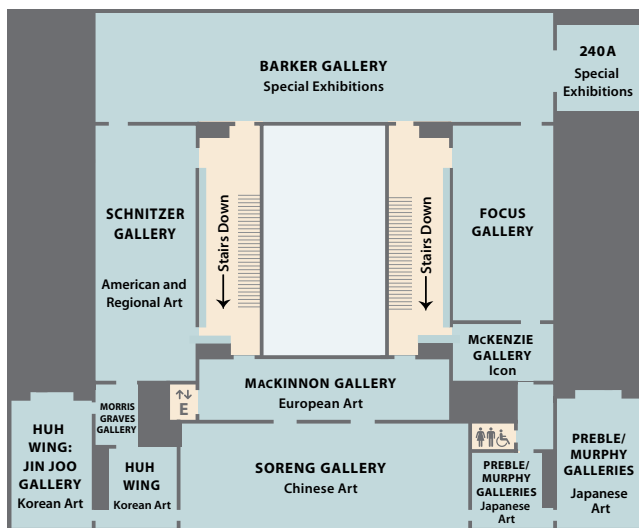 BARKER GALLERY
Special Exhibitions
240A
Special
Exhibitions
SCHNITZER
GALLERY
American and
Regional Art
Stairs Down
Stairs Down
FOCUS
GALLERY
McKENZIE
GALLERY
Icon
MACKINNON GALLERY
European Art
E
MORRIS
GRAVES
GALLERY
HUH
WING:
JIN JOO
GALLERY
Korean Art
HUH
WING
Korean Art
SORENG GALLERY
Chinese Art
PREBLE/
MURPHY
GALLERIES
Japanese
Art
PREBLE/
MURPHY
GALLERIES
Japanese
Art